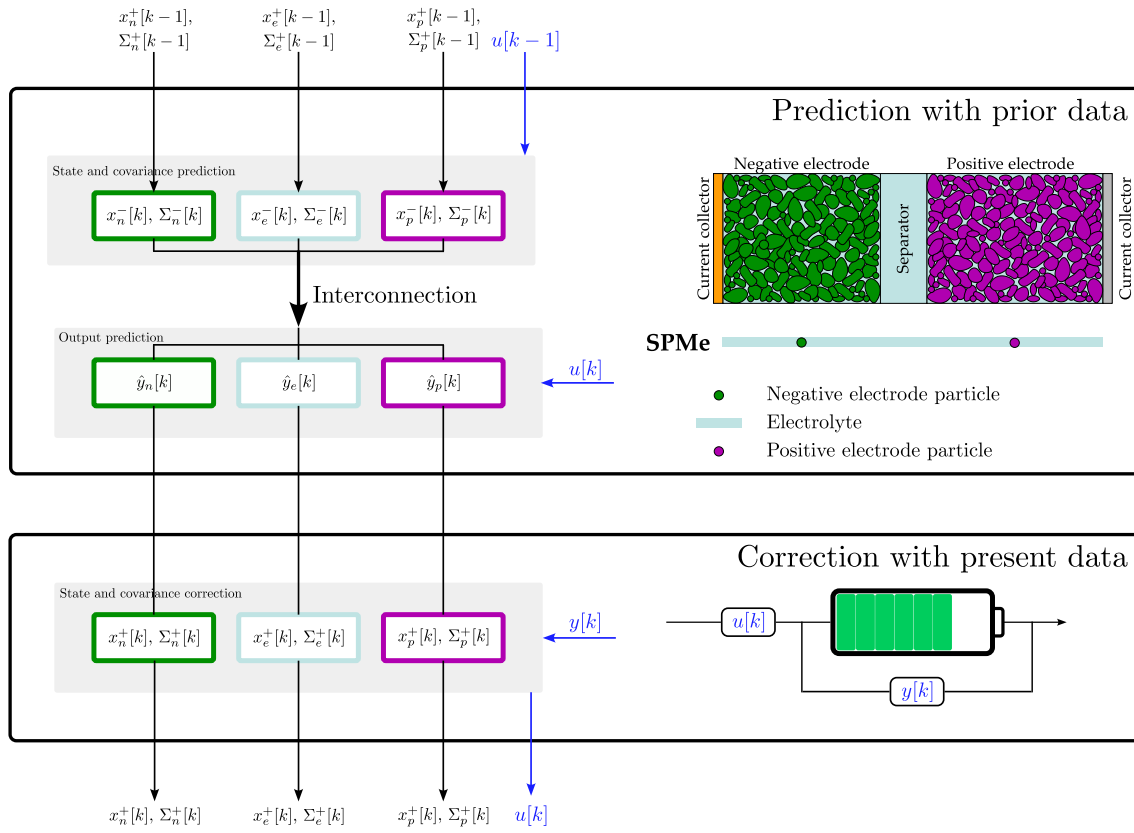 x_n^+[k − 1], x_e^+[k − 1], x_p^+[k − 1],
Σ_n^+[k − 1] Σ_e^+[k − 1] Σ_p^+[k − 1] u[k − 1]
Prediction with prior data
State and covariance prediction
x_n^−[k], Σ_n^−[k] x_e^−[k], Σ_e^−[k] x_p^−[k], Σ_p^−[k]
Interconnection
Output prediction
ŷ_n[k] ŷ_e[k] ŷ_p[k]
u[k]
Negative electrode Positive electrode
Current collector
Separator
Current collector
SPMe
Negative electrode particle
Electrolyte
Positive electrode particle
Correction with present data
State and covariance correction
x_n^+[k], Σ_n^+[k] x_e^+[k], Σ_e^+[k] x_p^+[k], Σ_p^+[k]
y[k]
u[k]
y[k]
x_n^+[k], Σ_n^+[k] x_e^+[k], Σ_e^+[k] x_p^+[k], Σ_p^+[k] u[k]